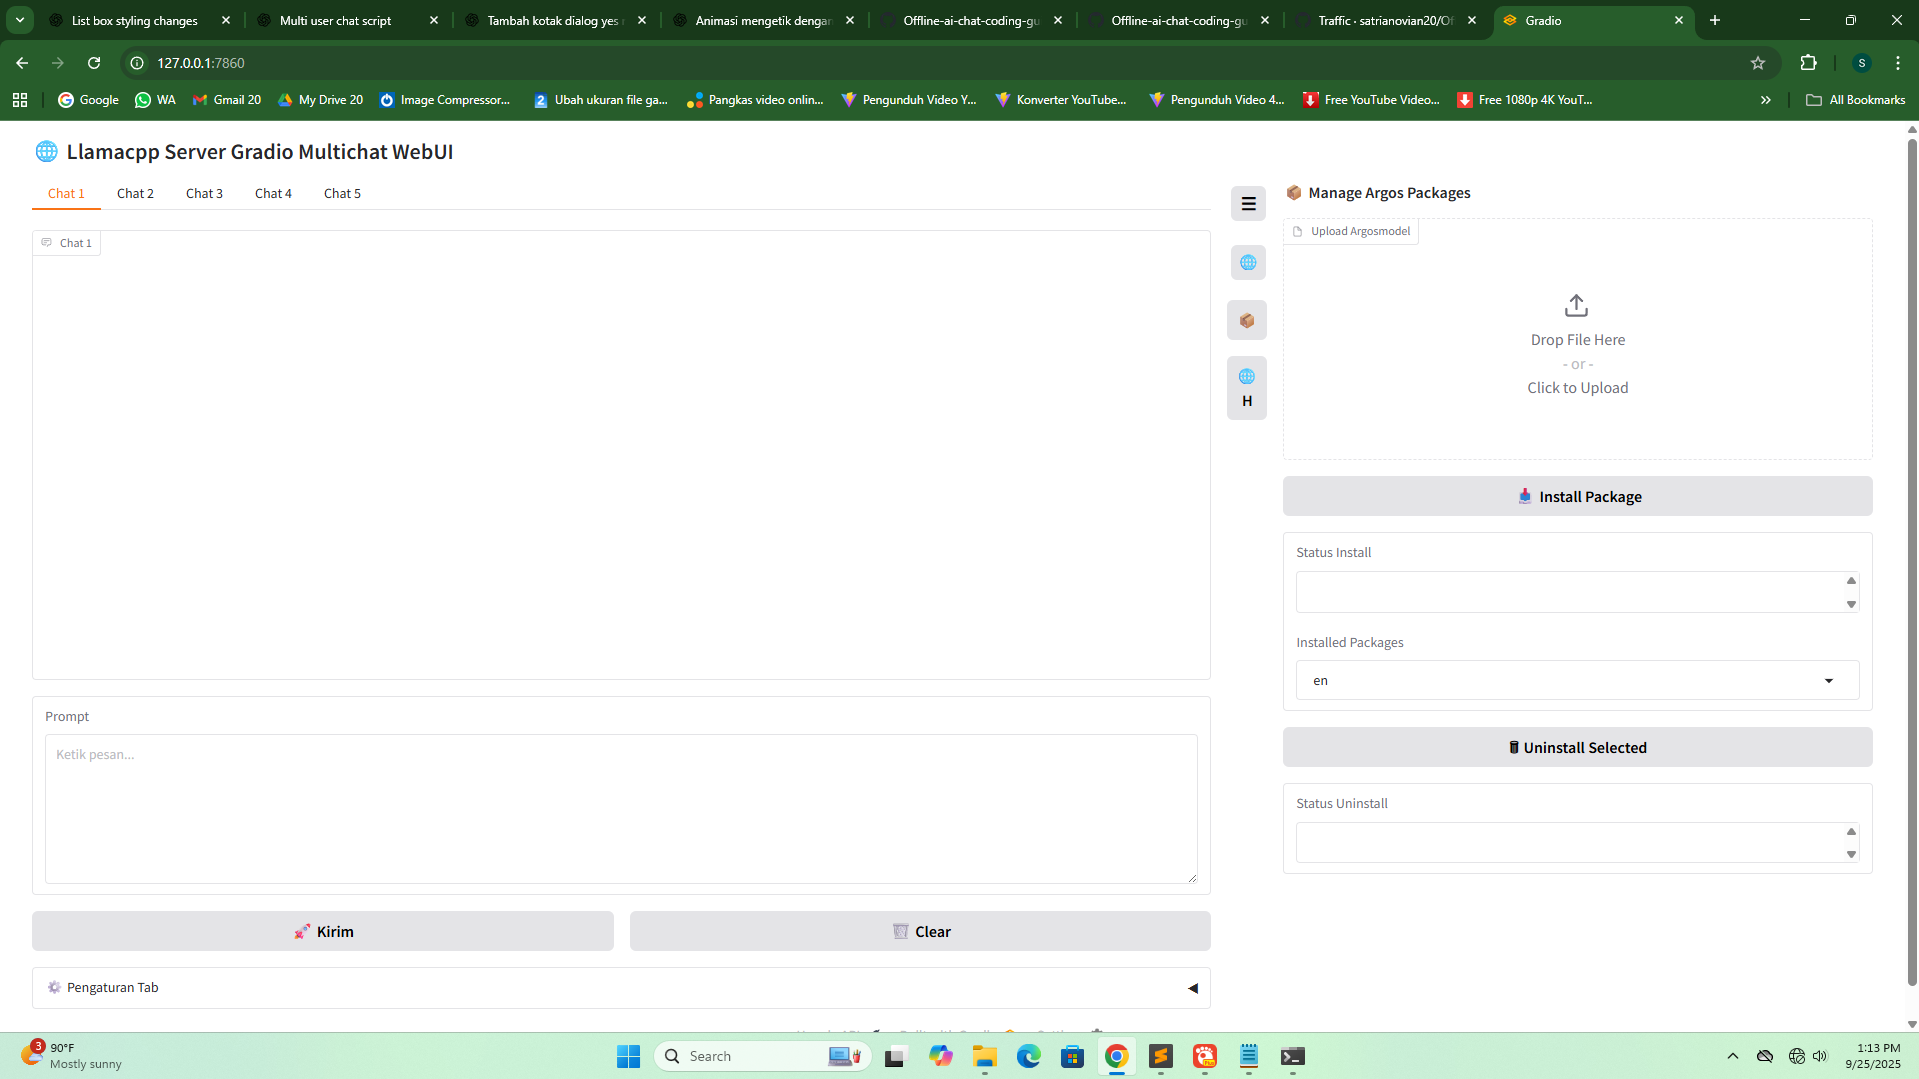 List box styling changes
Multi user chat script
Tambah kotak dialog yes
Animasi mengetik dengan
Offline-ai-chat-coding-gu
Offline-ai-chat-coding-gu
Traffic · satrianovian20/Of
Gradio
127.0.0.1:7860
S
Google
WA
Gmail 20
My Drive 20
Image Compressor...
Ubah ukuran file ga...
Pangkas video onlin...
Pengunduh Video Y...
Konverter YouTube...
Pengunduh Video 4...
Free YouTube Video...
Free 1080p 4K YouT...
All Bookmarks
Llamacpp Server Gradio Multichat WebUI
Chat 1
Chat 2
Chat 3
Chat 4
Chat 5
Chat 1
Prompt
Ketik pesan...
Kirim
Clear
Pengaturan Tab
H
Manage Argos Packages
Upload Argosmodel
Drop File Here
- or -
Click to Upload
Install Package
Status Install
Installed Packages
en
Uninstall Selected
Status Uninstall
3
90°F
Mostly sunny
Search
1:13 PM
9/25/2025